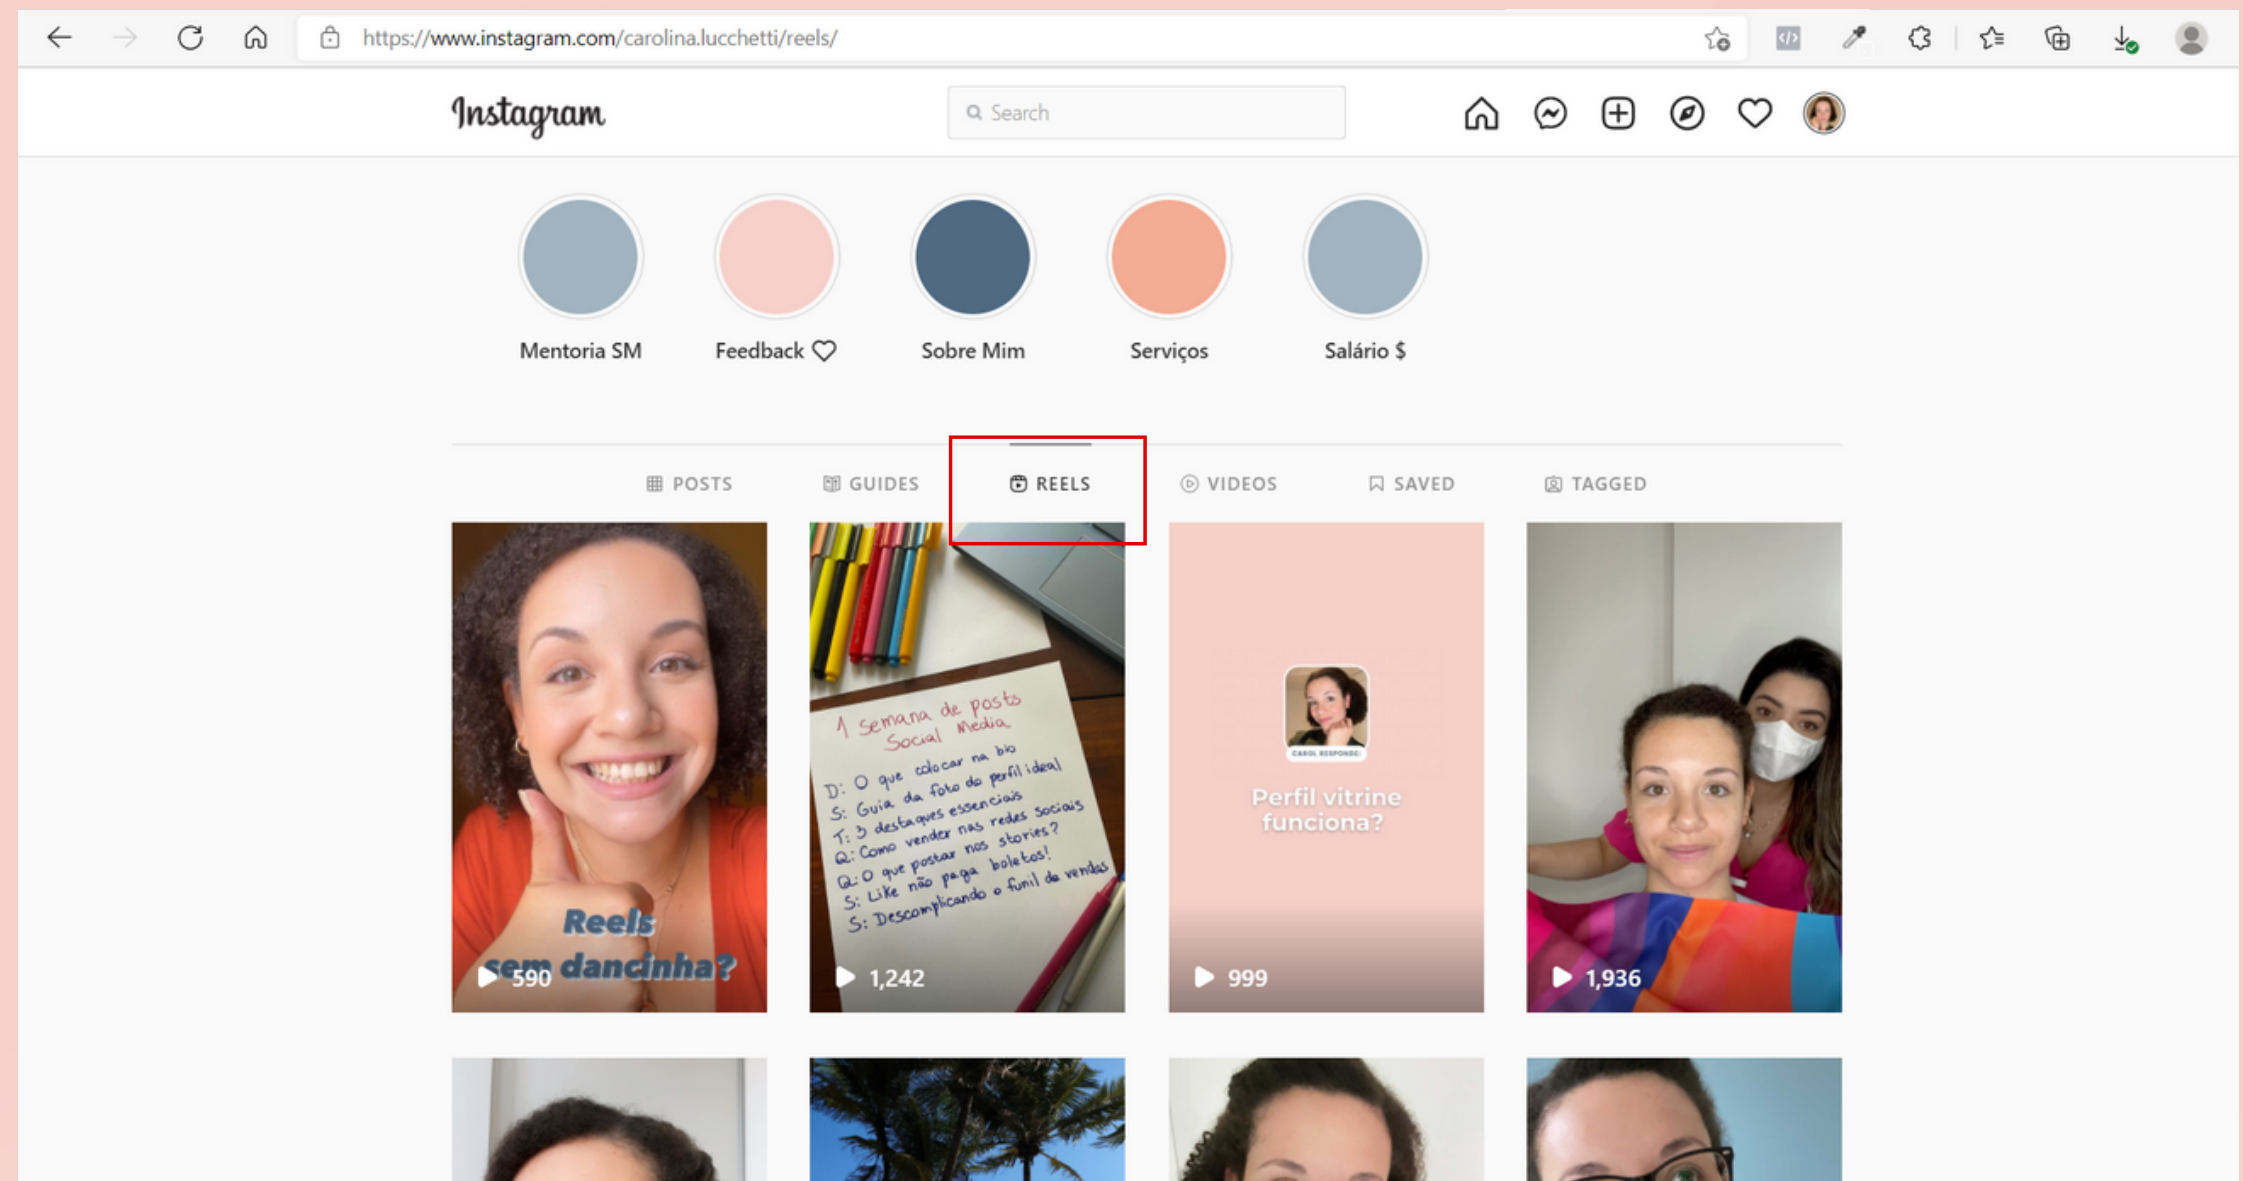 https://www.instagram.com/carolina.lucchetti/reels/
Instagram
Search
Mentoria SM
Feedback ♡
Sobre Mim
Serviços
Salário $
POSTS
GUIDES
REELS
VIDEOS
SAVED
TAGGED
Reels
sem dancinha?
590
1 semana de posts
Social Media
D: O que colocar na bio
S: Guia da foto do perfil ideal
T: 3 destaques essenciais
Q: Como vender nas redes sociais
Q: O que postar nos stories?
S: Like não paga boletos!
S: Descomplicando o funil de vendas
1,242
CAROL RESPONDE:
Perfil vitrine
funciona?
999
1,936